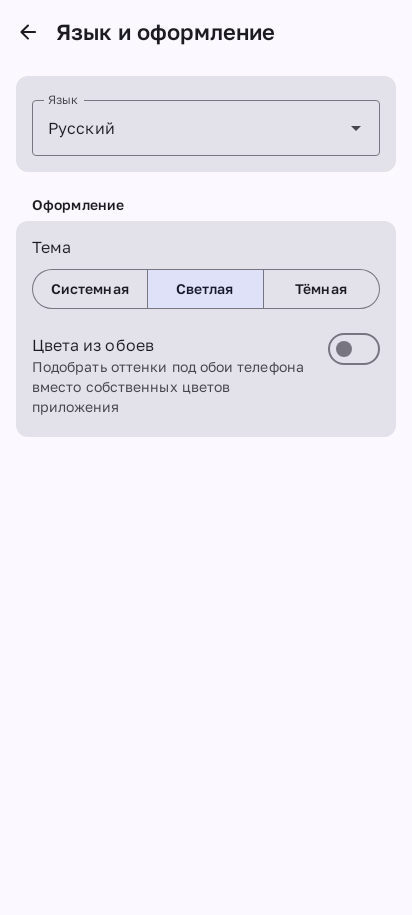 Язык и оформление
Язык
Русский
Оформление
Тема
Системная
Светлая
Тёмная
Цвета из обоев
Подобрать оттенки под обои телефона
вместо собственных цветов
приложения